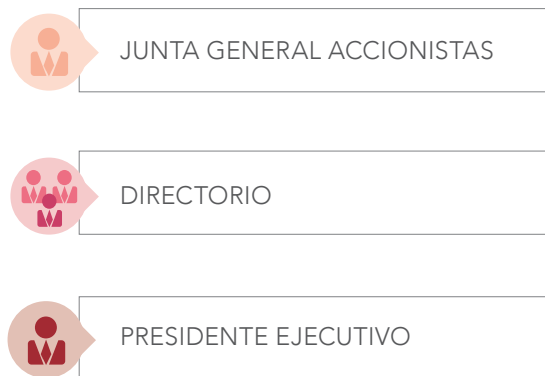 JUNTA GENERAL ACCIONISTAS
DIRECTORIO
PRESIDENTE EJECUTIVO